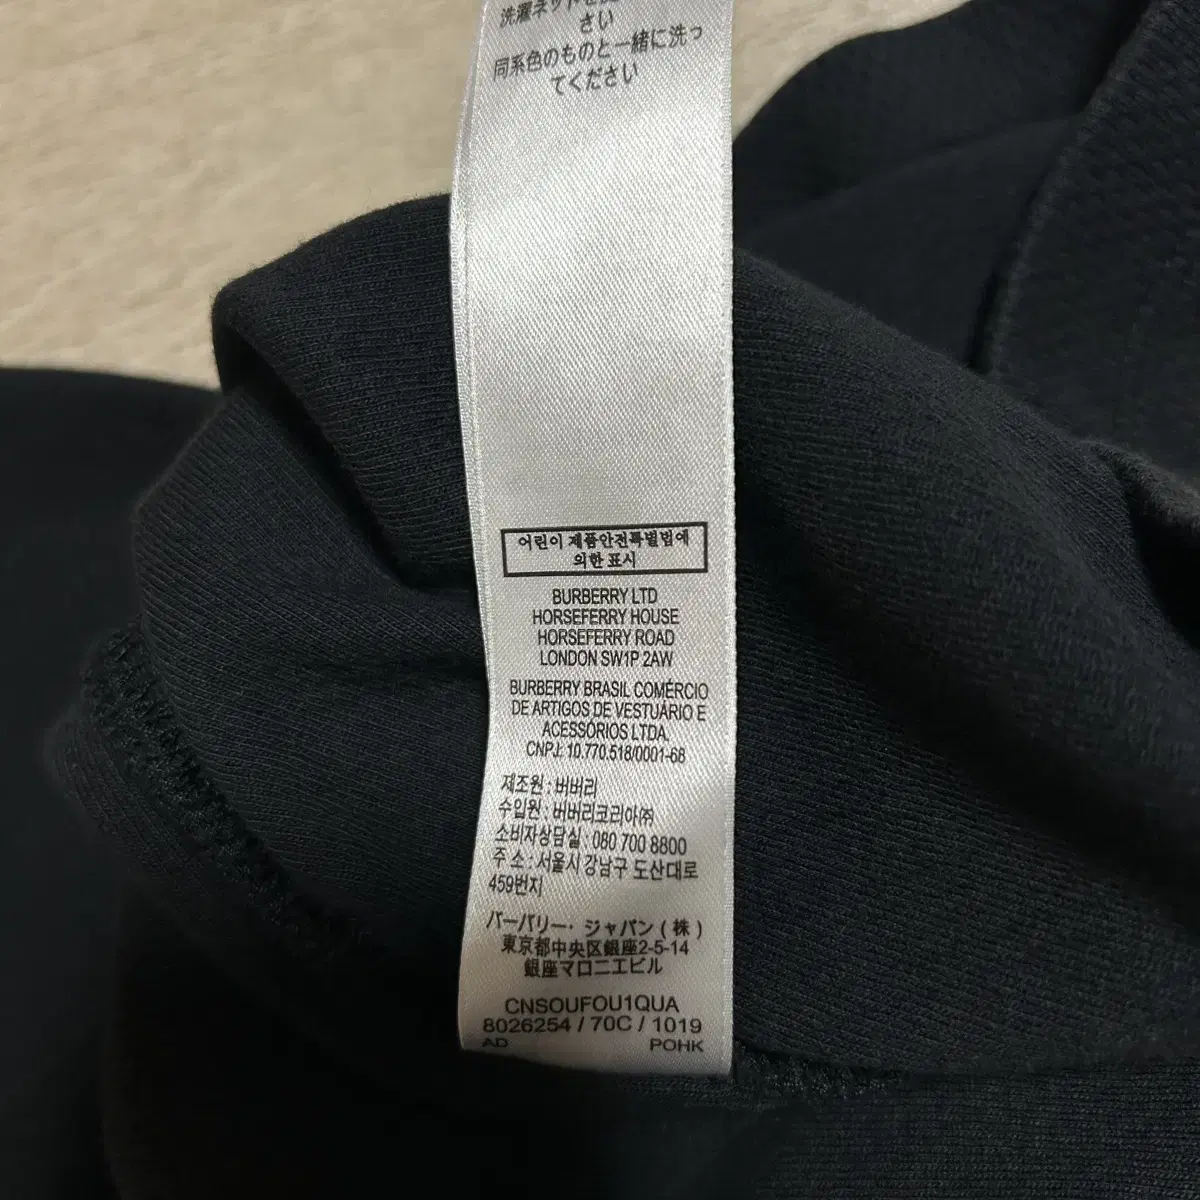 洗濯ネットを
さい
同系色のものと一緒に洗っ
てください
어린이 제품안전특별법에
의한 표시
BURBERRY LTD
HORSEFERRY HOUSE
HORSEFERRY ROAD
LONDON SW1P 2AW
BURBERRY BRASIL COMÉRCIO
DE ARTIGOS DE VESTUÁRIO E
ACESSÓRIOS LTDA.
CNPJ: 10.770.518/0001-68
제조원 : 버버리
수입원 : 버버리코리아㈜
소비자상담실 : 080 700 8800
주 소 : 서울시 강남구 도산대로
459번지
バーバリー・ジャパン(株)
東京都中央区銀座2-5-14
銀座マロニエビル
CNSOUFOU1QUA
8026254 / 70C / 1019
AD POHK